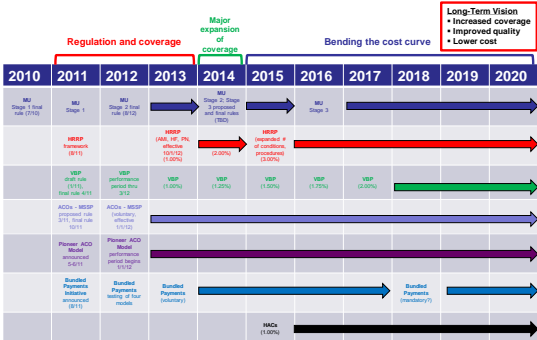 Long-Term Vision
▪ Increased coverage
▪ Improved quality
▪ Lower cost
Major
expansion
of
coverage
Regulation and coverage
Bending the cost curve
2010 2011 2012 2013 2014 2015 2016 2017 2018 2019 2020
MU
Stage 1 final
rule (7/10)
MU
Stage 1
MU
Stage 2 final
rule (8/12)
MU
Stage 2; Stage
3 proposed
and final rules
(TBD)
MU
Stage 3
HRRP
framework
(8/11)
HRRP
(AMI, HF, PN,
effective
10/1/12)
(1.00%)
(2.00%)
HRRP
(expanded #
of conditions,
procedures)
(3.00%)
VBP
draft rule
(1/11),
final rule 4/11
VBP
performance
period thru
3/12
VBP
(1.00%)
VBP
(1.25%)
VBP
(1.50%)
VBP
(1.75%)
VBP
(2.00%)
ACOs - MSSP
proposed rule
3/11, final rule
10/11
ACOs - MSSP
(voluntary,
effective
1/1/12)
Pioneer ACO
Model
announced
5-6/11
Pioneer ACO
Model
performance
period begins
1/1/12
Bundled
Payments
Initiative
announced
(8/11)
Bundled
Payments
testing of four
models
Bundled
Payments
(voluntary)
Bundled
Payments
(mandatory?)
HACs
(1.00%)